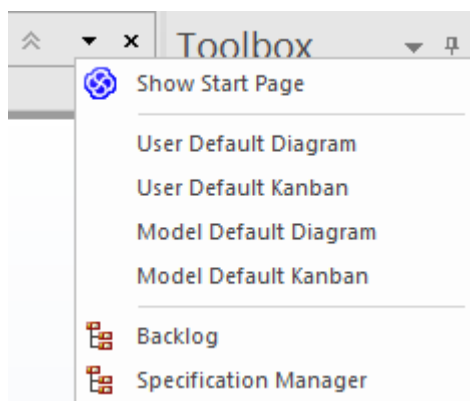 Toolbox
Show Start Page
User Default Diagram
User Default Kanban
Model Default Diagram
Model Default Kanban
Backlog
Specification Manager